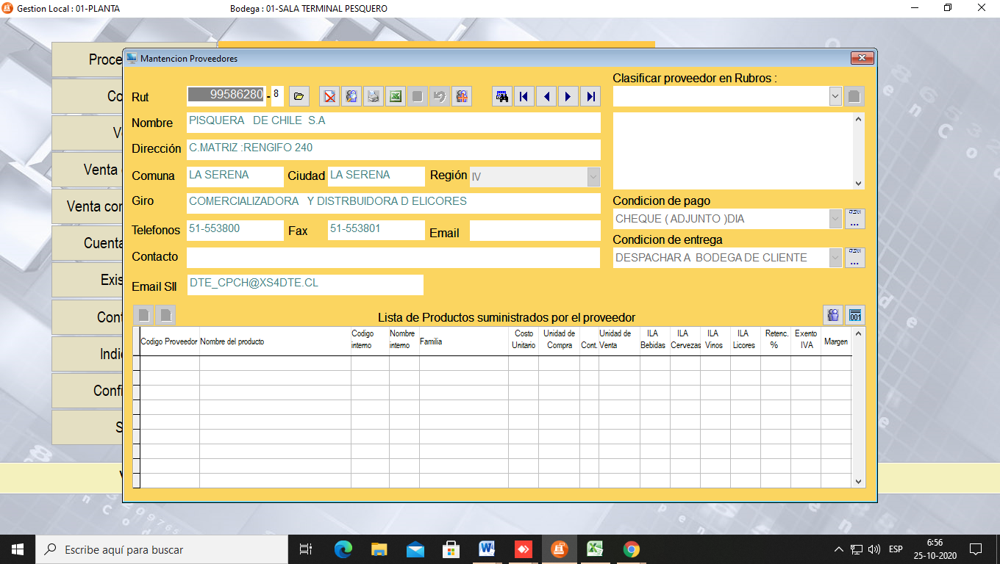 Gestion Local : 01-PLANTA Bodega : 01-SALA TERMINAL PESQUERO
Mantencion Proveedores
Clasificar proveedor en Rubros :
Rut 99586280 - 8
Nombre PISQUERA DE CHILE S.A
Dirección C.MATRIZ :RENGIFO 240
Comuna LA SERENA Ciudad LA SERENA Región IV
Giro COMERCIALIZADORA Y DISTRBUIDORA D ELICORES
Condicion de pago
CHEQUE ( ADJUNTO )DIA
...
Telefonos 51-553800 Fax 51-553801 Email
Condicion de entrega
DESPACHAR A BODEGA DE CLIENTE
...
Contacto
Email SII DTE_CPCH@XS4DTE.CL
Lista de Productos suministrados por el proveedor
001
Codigo Proveedor Nombre del producto Codigo interno Nombre interno Familia Costo Unitario Unidad de Compra Cont. Unidad de Venta ILA Bebidas ILA Cervezas ILA Vinos ILA Licores Retenc. % Exento IVA Margen
Proce
Co
V
Venta
Venta cor
Cuenta
Exis
Cont
Indi
Confi
S
Escribe aquí para buscar
ESP
6:56
25-10-2020